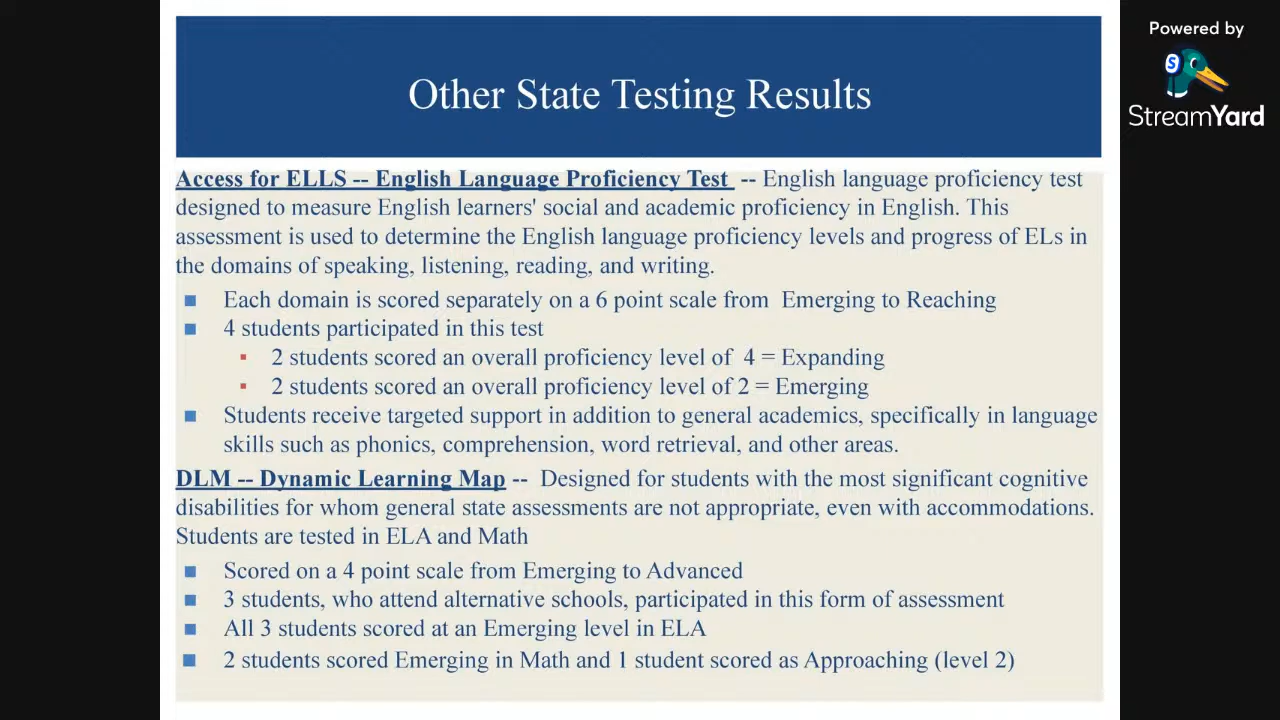 Other State Testing Results
Powered by
StreamYard
Access for ELLS -- English Language Proficiency Test -- English language proficiency test
designed to measure English learners' social and academic proficiency in English. This
assessment is used to determine the English language proficiency levels and progress of ELs in
the domains of speaking, listening, reading, and writing.
■ Each domain is scored separately on a 6 point scale from Emerging to Reaching
■ 4 students participated in this test
▪ 2 students scored an overall proficiency level of 4 = Expanding
▪ 2 students scored an overall proficiency level of 2 = Emerging
■ Students receive targeted support in addition to general academics, specifically in language
skills such as phonics, comprehension, word retrieval, and other areas.
DLM -- Dynamic Learning Map -- Designed for students with the most significant cognitive
disabilities for whom general state assessments are not appropriate, even with accommodations.
Students are tested in ELA and Math
■ Scored on a 4 point scale from Emerging to Advanced
■ 3 students, who attend alternative schools, participated in this form of assessment
■ All 3 students scored at an Emerging level in ELA
■ 2 students scored Emerging in Math and 1 student scored as Approaching (level 2)